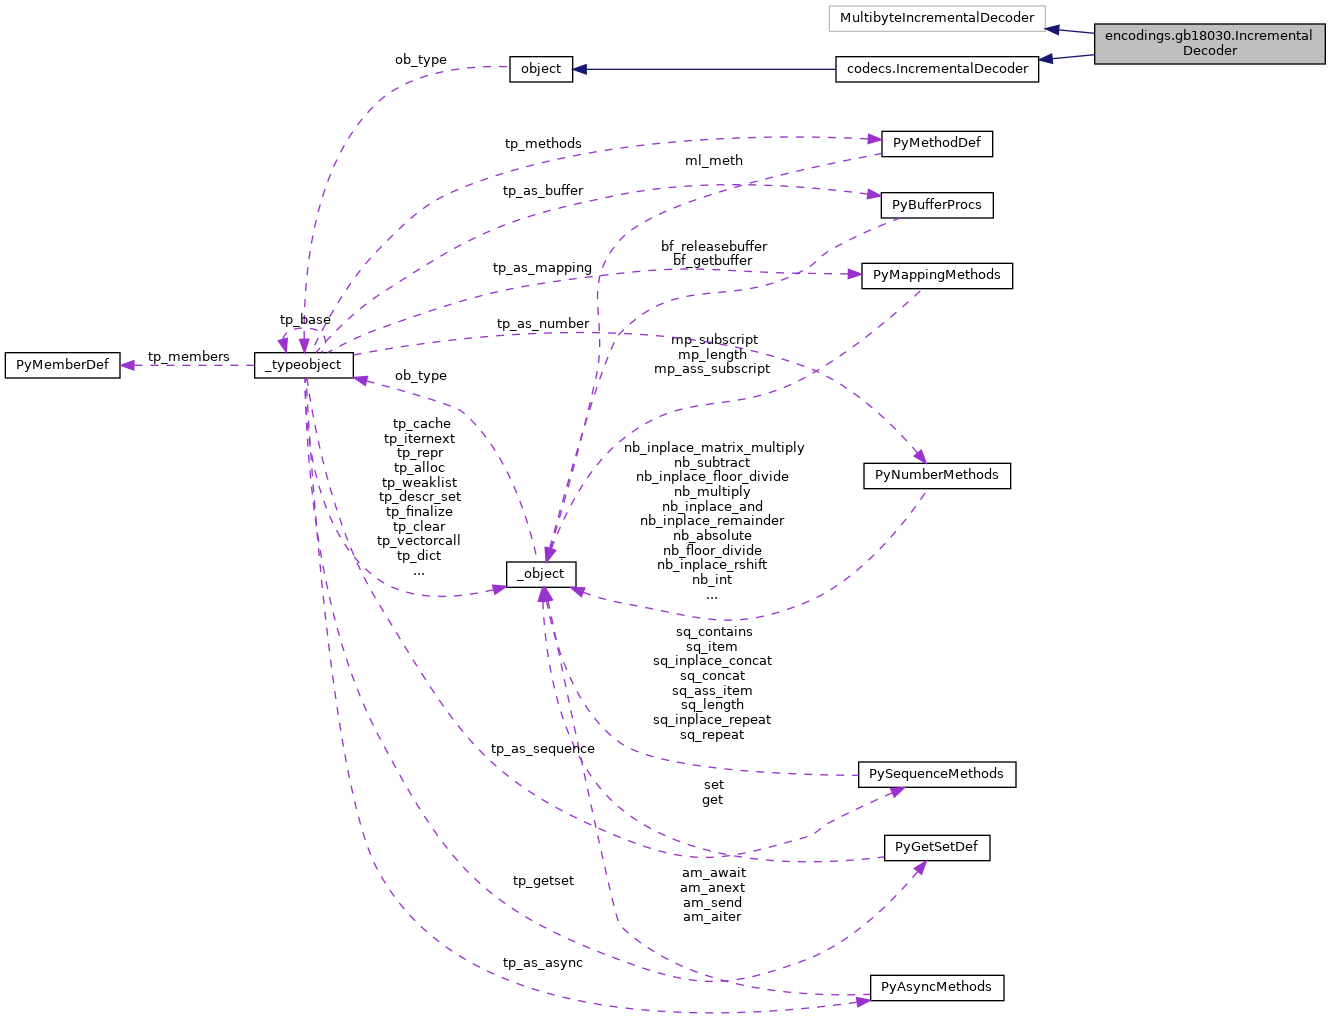 MultibyteIncrementalDecoder
encodings.gb18030.Incremental
Decoder
ob_type
object
codecs.IncrementalDecoder
tp_methods
PyMethodDef
ml_meth
tp_as_buffer
PyBufferProcs
bf_releasebuffer
bf_getbuffer
tp_as_mapping
PyMappingMethods
tp_base
tp_as_number
mp_subscript
mp_length
mp_ass_subscript
PyMemberDef
tp_members
_typeobject
ob_type
tp_cache
tp_iternext
tp_repr
tp_alloc
tp_weaklist
tp_descr_set
tp_finalize
tp_clear
tp_vectorcall
tp_dict
...
nb_inplace_matrix_multiply
nb_subtract
nb_inplace_floor_divide
nb_multiply
nb_inplace_and
nb_inplace_remainder
nb_absolute
nb_floor_divide
nb_inplace_rshift
nb_int
...
PyNumberMethods
_object
sq_contains
sq_item
sq_inplace_concat
sq_concat
sq_ass_item
sq_length
sq_inplace_repeat
sq_repeat
tp_as_sequence
PySequenceMethods
set
get
PyGetSetDef
tp_getset
am_await
am_anext
am_send
am_aiter
tp_as_async
PyAsyncMethods